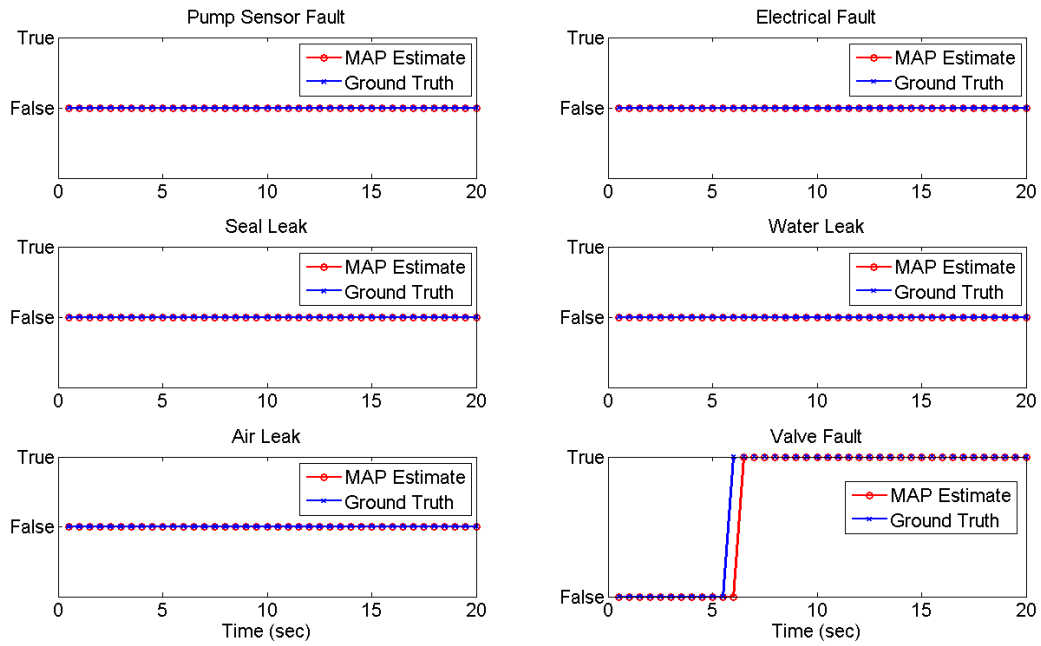 Pump Sensor Fault
True
False
MAP Estimate
Ground Truth
0 5 10 15 20
Electrical Fault
True
False
MAP Estimate
Ground Truth
0 5 10 15 20
Seal Leak
True
False
MAP Estimate
Ground Truth
0 5 10 15 20
Water Leak
True
False
MAP Estimate
Ground Truth
0 5 10 15 20
Air Leak
True
False
MAP Estimate
Ground Truth
0 5 10 15 20
Time (sec)
Valve Fault
True
False
MAP Estimate
Ground Truth
0 5 10 15 20
Time (sec)